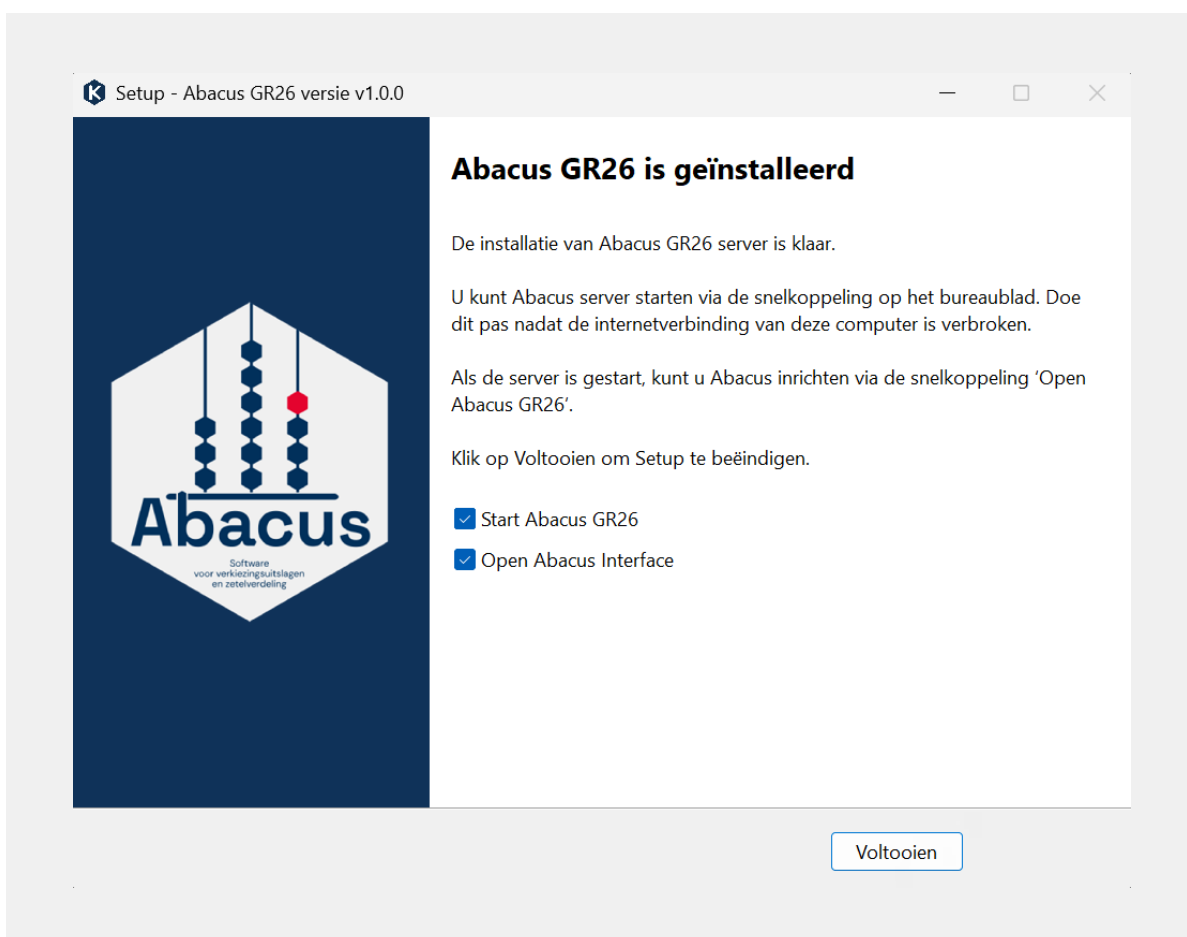 Setup - Abacus GR26 versie v1.0.0
Abacus GR26 is geïnstalleerd
De installatie van Abacus GR26 server is klaar.
U kunt Abacus server starten via de snelkoppeling op het bureaublad. Doe
dit pas nadat de internetverbinding van deze computer is verbroken.
Als de server is gestart, kunt u Abacus inrichten via de snelkoppeling ‘Open
Abacus GR26’.
Klik op Voltooien om Setup te beëindigen.
Start Abacus GR26
Open Abacus Interface
Abacus
Software
voor verkiezingsuitslagen
en zetelverdeling
Voltooien